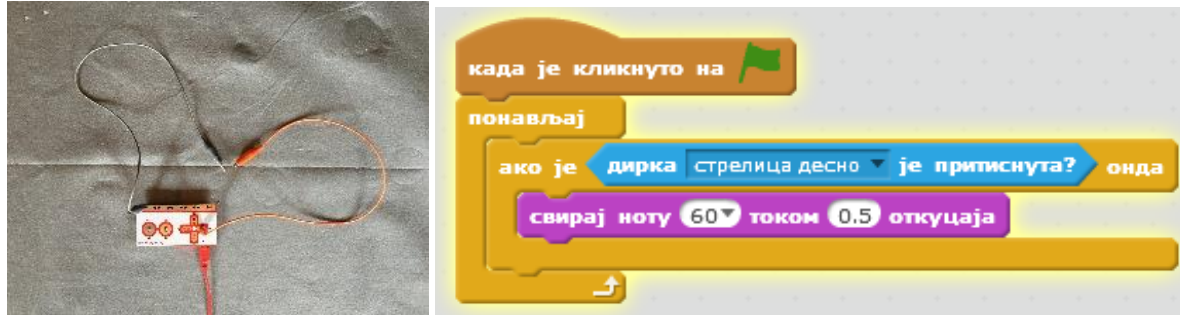 када је кликнуто на
понављај
ако је дирка стрелица десно је притиснута? онда
свирај ноту 60 током 0.5 откуцаја